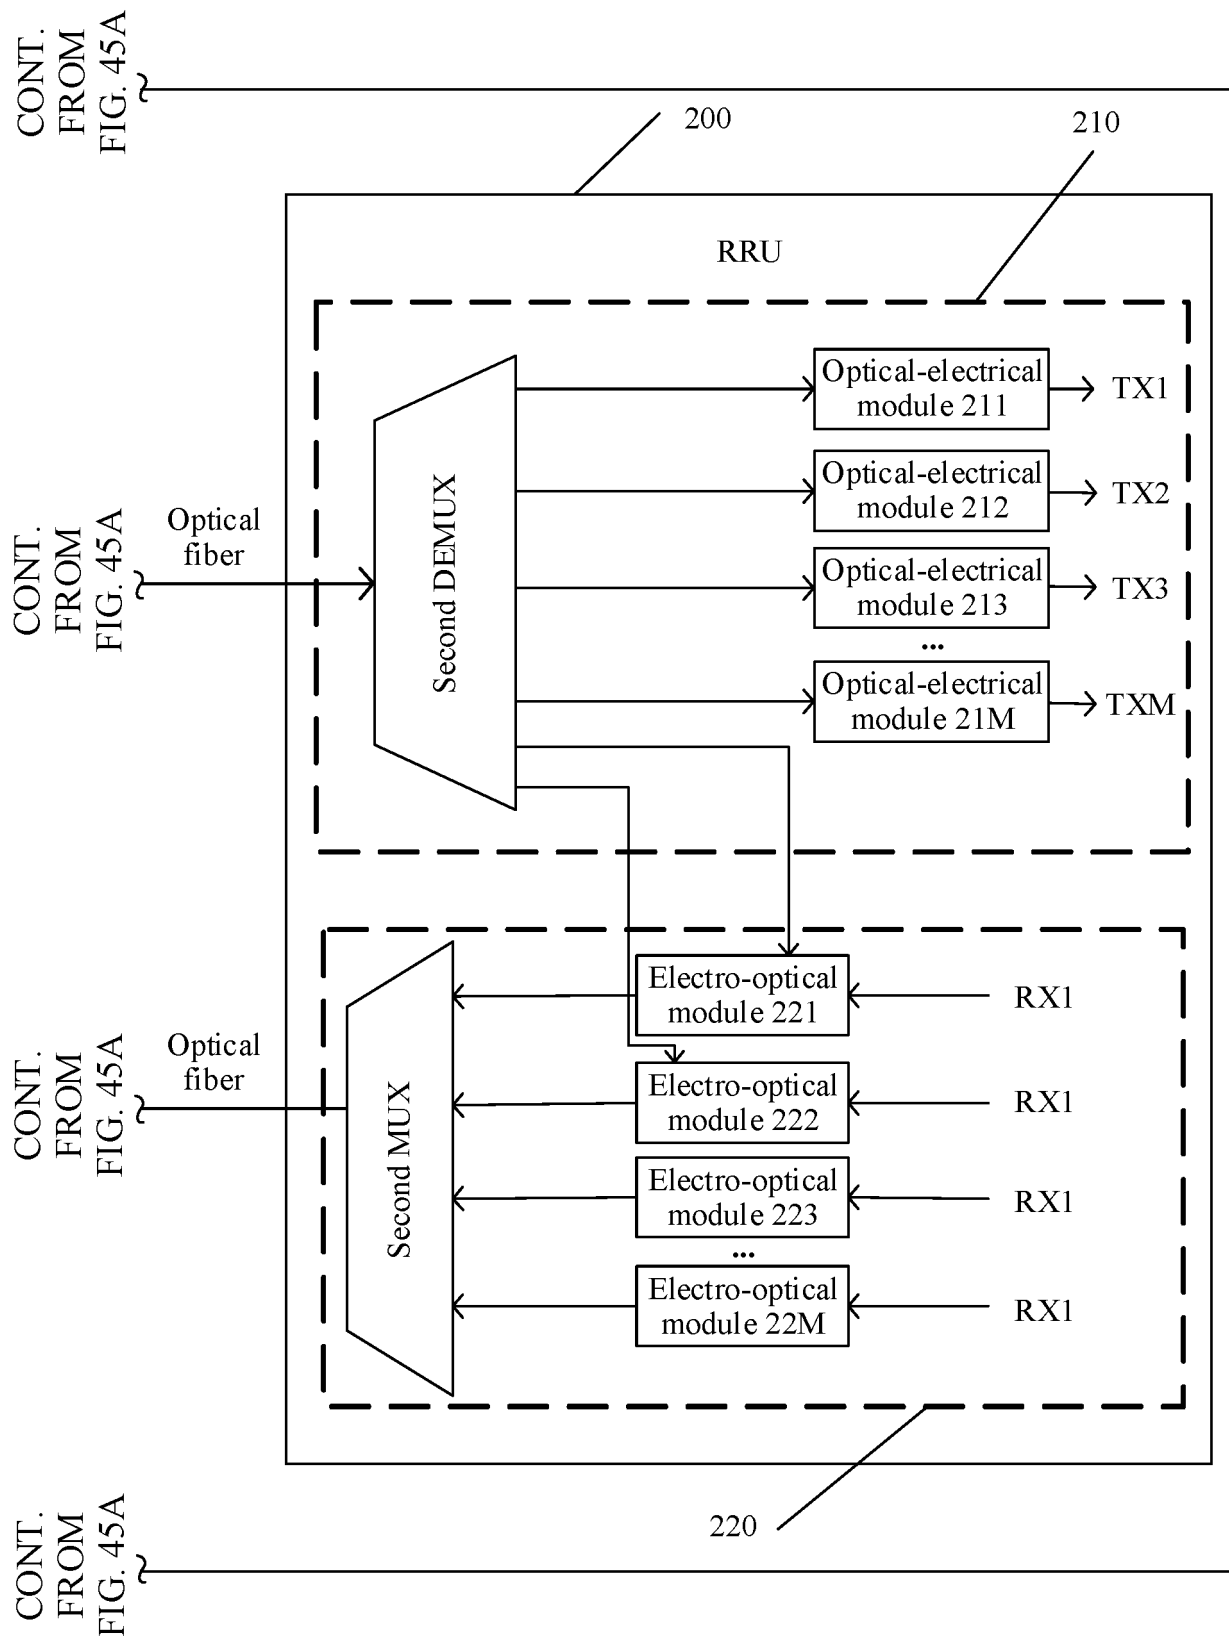 CONT.
FROM
FIG. 45A
200
210
RRU
Optical-electrical
module 211
TX1
Optical-electrical
module 212
TX2
Optical-electrical
module 213
TX3
...
Optical-electrical
module 21M
TXM
Second DEMUX
Optical
fiber
CONT.
FROM
FIG. 45A
Electro-optical
module 221
RX1
Electro-optical
module 222
RX1
Electro-optical
module 223
RX1
...
Electro-optical
module 22M
RX1
Second MUX
Optical
fiber
CONT.
FROM
FIG. 45A
220
CONT.
FROM
FIG. 45A